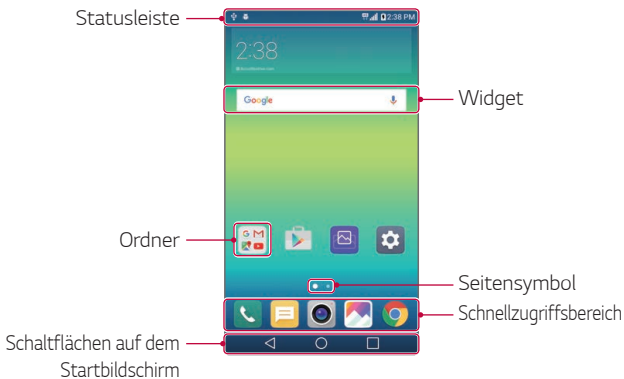 Statusleiste
2:38 PM
2:38
Google
Widget
Ordner
G M
Seitensymbol
Schnellzugriffsbereich
Schaltflächen auf dem
Startbildschirm